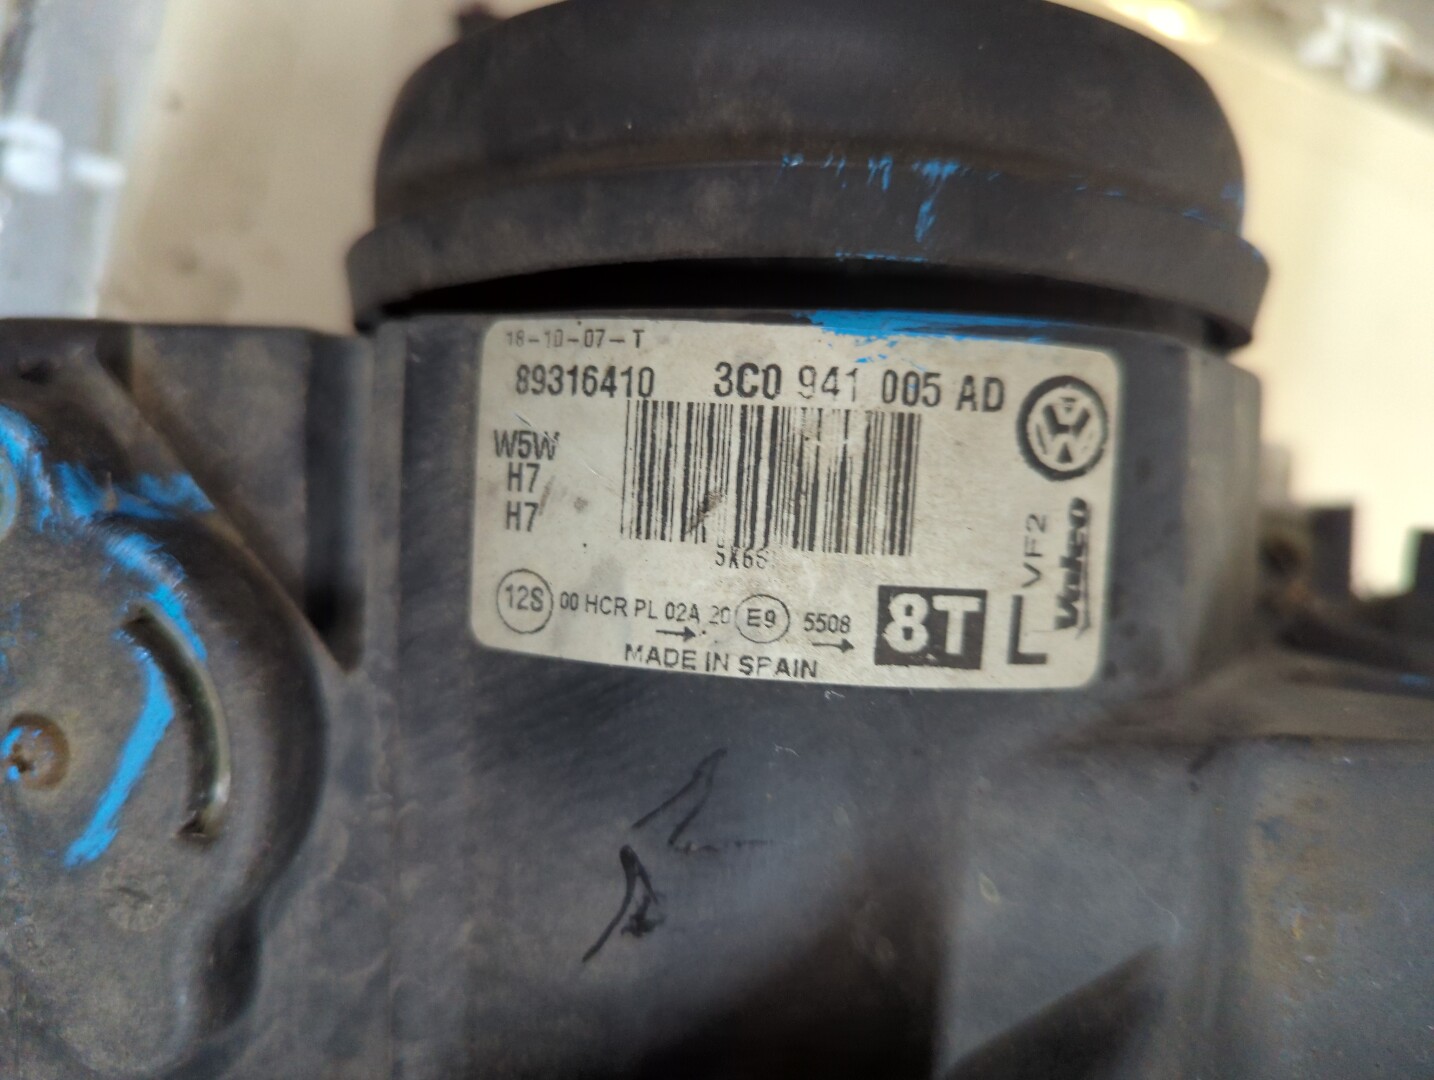 18-10-07-T
89316410 3C0 941 005 AD
W5W
H7
H7
5X6S
VF2
Valeo
12S 00 HCR PL 02A 20 E9 5508 8T L
MADE IN SPAIN